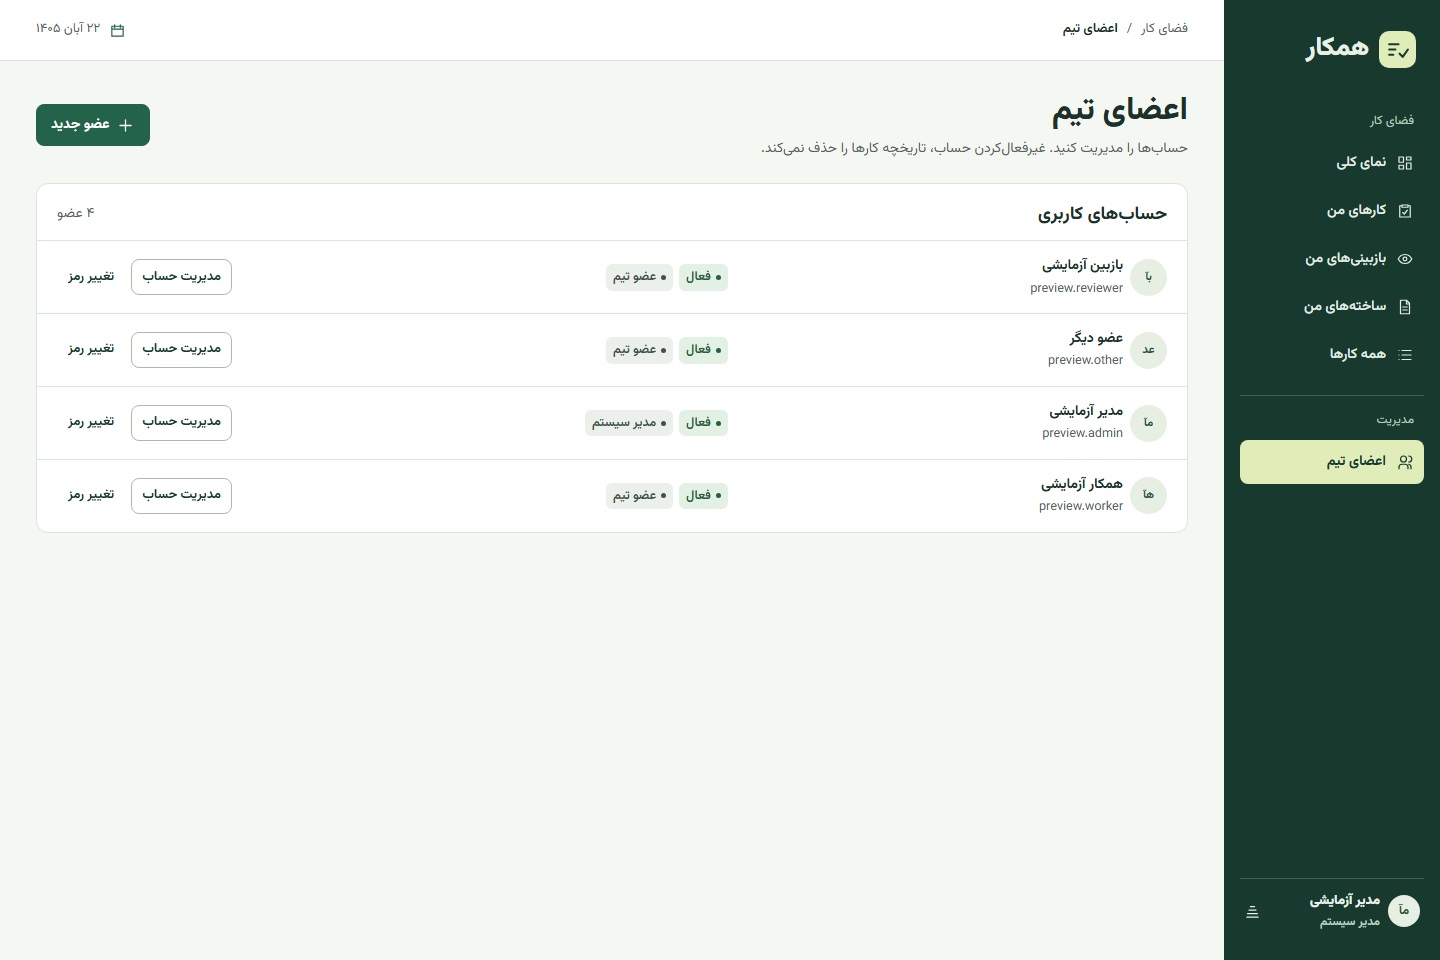 همکار
فضای کار
نمای کلی
کارهای من
بازبینی‌های من
ساخته‌های من
همه کارها
مدیریت
اعضای تیم
مآ
مدیر آزمایشی
مدیر سیستم
فضای کار / اعضای تیم
۲۲ آبان ۱۴۰۵
اعضای تیم
حساب‌ها را مدیریت کنید. غیرفعال‌کردن حساب، تاریخچه کارها را حذف نمی‌کند.
عضو جدید
حساب‌های کاربری
۴ عضو
بآ
بازبین آزمایشی
preview.reviewer
فعال
عضو تیم
مدیریت حساب
تغییر رمز
عد
عضو دیگر
preview.other
فعال
عضو تیم
مدیریت حساب
تغییر رمز
مآ
مدیر آزمایشی
preview.admin
فعال
مدیر سیستم
مدیریت حساب
تغییر رمز
هآ
همکار آزمایشی
preview.worker
فعال
عضو تیم
مدیریت حساب
تغییر رمز